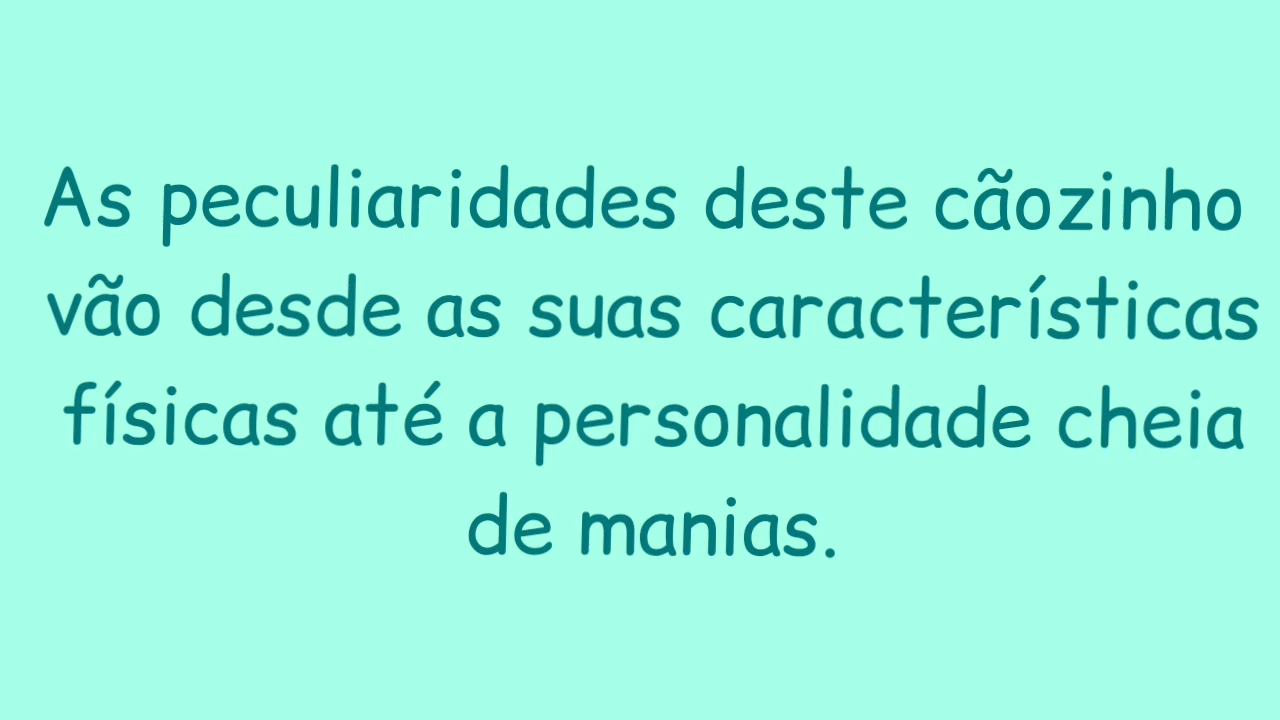 As peculiaridades deste cãozinho
vão desde as suas características
físicas até a personalidade cheia
de manias.